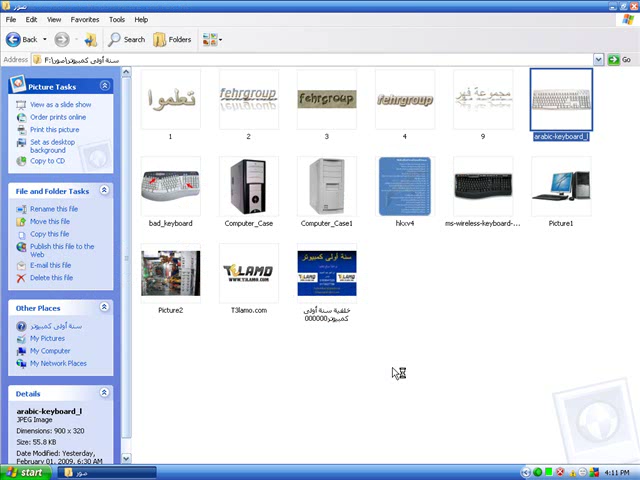 صور
File Edit View Favorites Tools Help
Back Search Folders
Address F:\سنة أولى كمبيوتر\صور Go
Picture Tasks
View as a slide show
Order prints online
Print this picture
Set as desktop
background
Copy to CD
File and Folder Tasks
Rename this file
Move this file
Copy this file
Publish this file to the
Web
E-mail this file
Delete this file
Other Places
سنة أولى كمبيوتر
My Pictures
My Computer
My Network Places
Details
arabic-keyboard_l
JPEG Image
Dimensions: 900 x 320
Size: 55.8 KB
Date Modified: Yesterday,
February 01, 2009, 6:30 AM
تعلموا
fehrgroup
fehrgroup
fehrgroup
مجموعة فهر
1 2 3 4 9 arabic-keyboard_l
bad_keyboard Computer_Case Computer_Case1 hkxv4 ms-wireless-keyboard-... Picture1
T3LAMO
WWW.T3LAMO.COM
سنة أولى كمبيوتر
T3LAMO T3LAMO
Picture2 T3lamo.com خلفية سنة أولى
كمبيوتر000000
start صور 4:11 PM